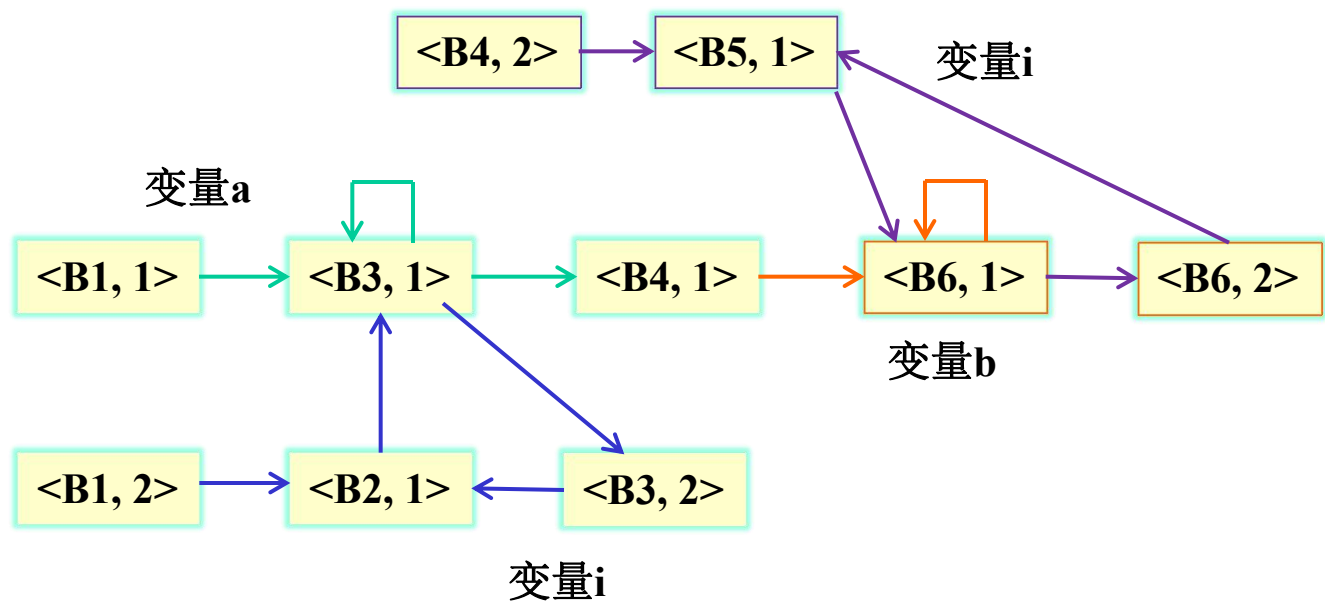 <B4, 2>
<B5, 1>
变量i
变量a
<B1, 1>
<B3, 1>
<B4, 1>
<B6, 1>
<B6, 2>
变量b
<B1, 2>
<B2, 1>
<B3, 2>
变量i